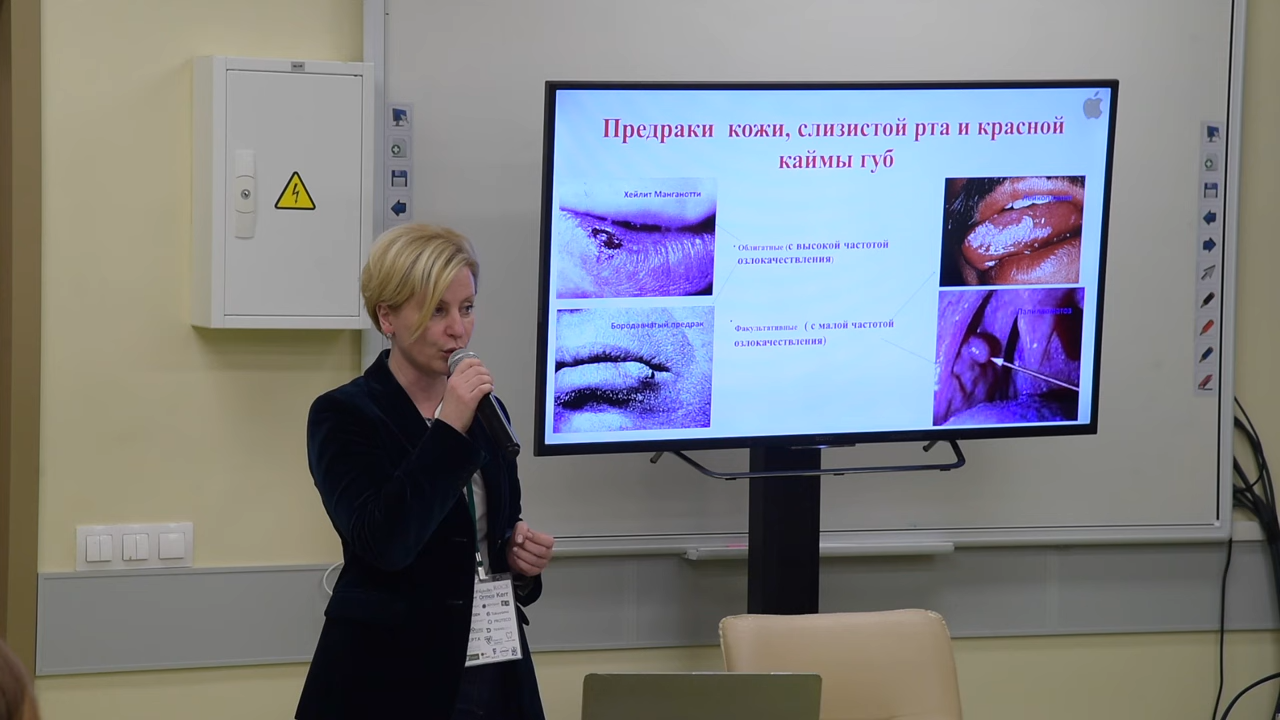 Предраки кожи, слизистой рта и красной
каймы губ
Хейлит Манганотти
• Облигатные (с высокой частотой
озлокачествления)
Бородавчатый предрак
• Факультативные ( с малой частотой
озлокачествления)